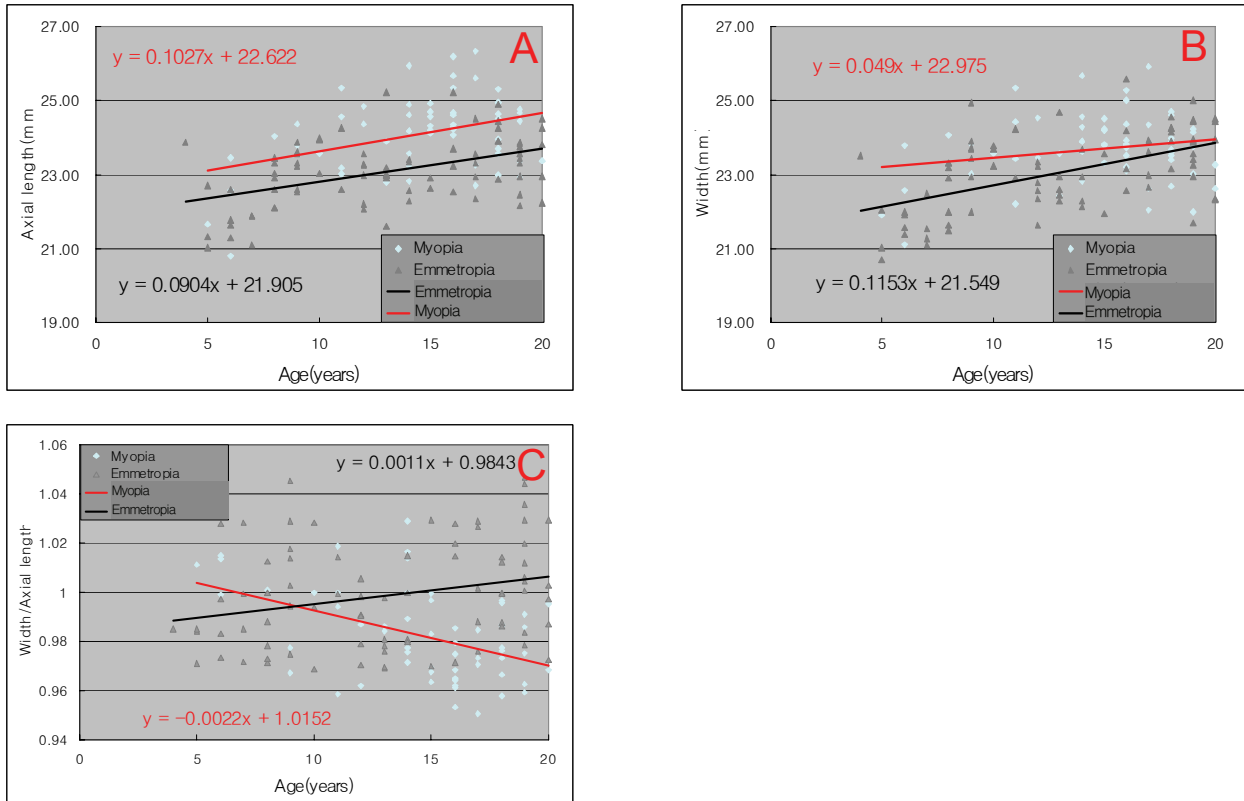 27.00
25.00
23.00
21.00
19.00
Axial length(mm
y = 0.1027x + 22.622
A
y = 0.0904x + 21.905
Myopia
Emmetropia
Emmetropia
Myopia
0
5
10
15
20
Age(years)
27.00
25.00
23.00
21.00
19.00
Width(mm
y = 0.049x + 22.975
B
y = 0.1153x + 21.549
Myopia
Emmetropia
Myopia
Emmetropia
0
5
10
15
20
Age(years)
1.06
1.04
1.02
1
0.98
0.96
0.94
Width/Axial length
Myopia
Emmetropia
Myopia
Emmetropia
y = 0.0011x + 0.9843
C
y = −0.0022x + 1.0152
0
5
10
15
20
Age(years)